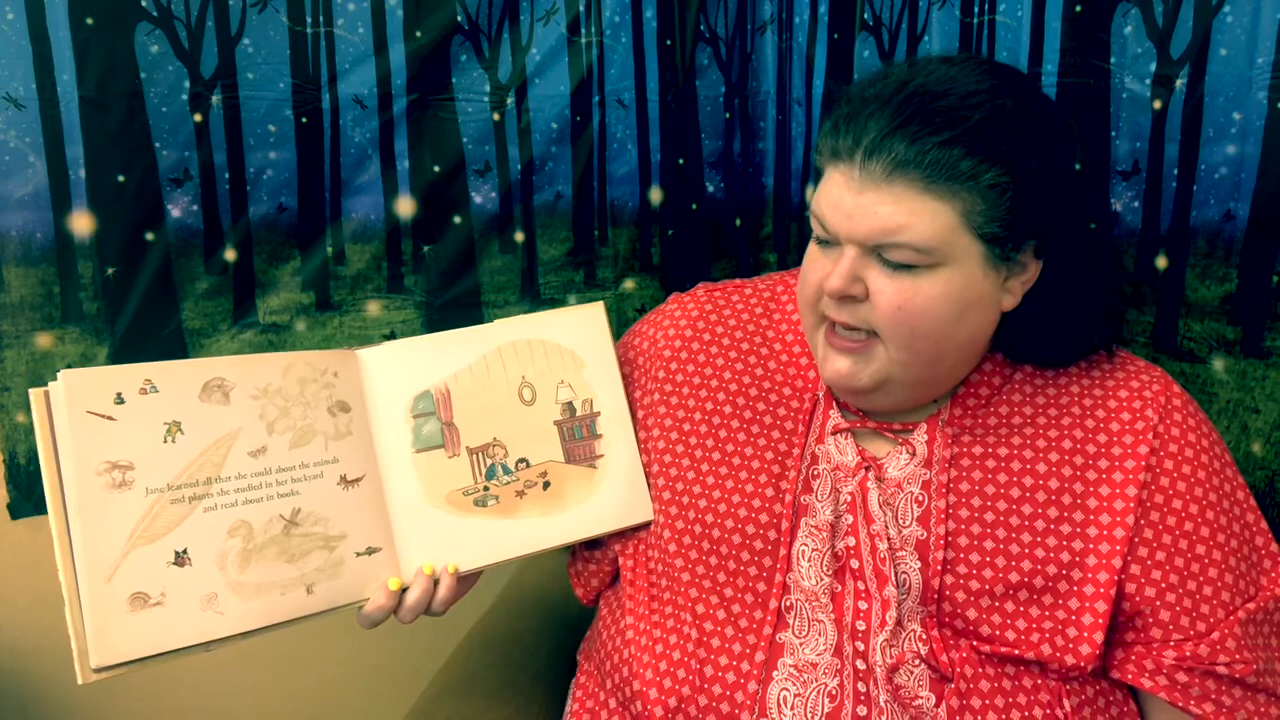 Jane learned all that she could about the animals
and plants she studied in her backyard
and read about in books.